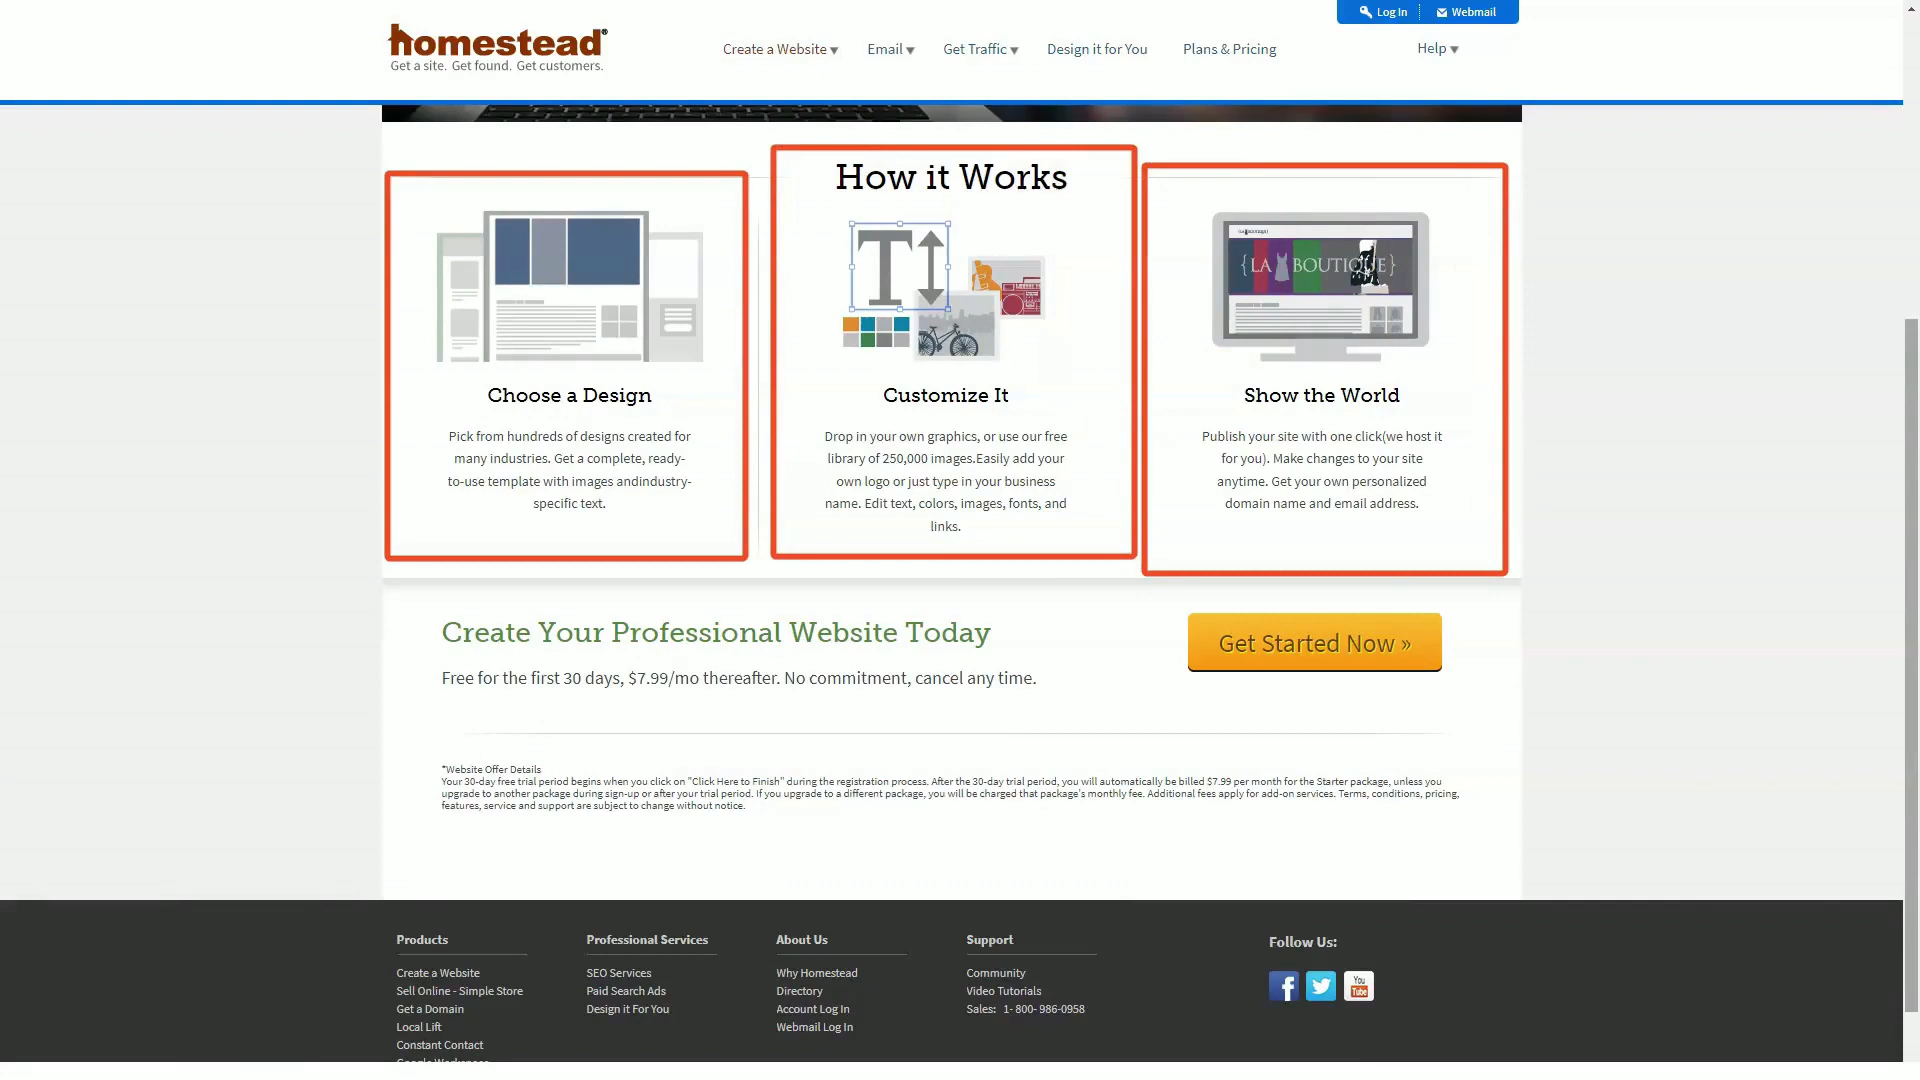 Log In
Webmail
homestead®
Get a site. Get found. Get customers.
Create a Website
Email
Get Traffic
Design it for You
Plans & Pricing
Help
How it Works
{LA BOUTIQUE}
Choose a Design
Pick from hundreds of designs created for
many industries. Get a complete, ready-
to-use template with images andindustry-
specific text.
Customize It
Drop in your own graphics, or use our free
library of 250,000 images.Easily add your
own logo or just type in your business
name. Edit text, colors, images, fonts, and
links.
Show the World
Publish your site with one click(we host it
for you). Make changes to your site
anytime. Get your own personalized
domain name and email address.
Create Your Professional Website Today
Free for the first 30 days, $7.99/mo thereafter. No commitment, cancel any time.
Get Started Now »
*Website Offer Details
Your 30-day free trial period begins when you click on "Click Here to Finish" during the registration process. After the 30-day trial period, you will automatically be billed $7.99 per month for the Starter package, unless you
upgrade to another package during sign-up or after your trial period. If you upgrade to a different package, you will be charged that package's monthly fee. Additional fees apply for add-on services. Terms, conditions, pricing,
features, service and support are subject to change without notice.
Products
Create a Website
Sell Online - Simple Store
Get a Domain
Local Lift
Constant Contact
Professional Services
SEO Services
Paid Search Ads
Design it For You
About Us
Why Homestead
Directory
Account Log In
Webmail Log In
Support
Community
Video Tutorials
Sales: 1- 800- 986-0958
Follow Us:
You
Tube